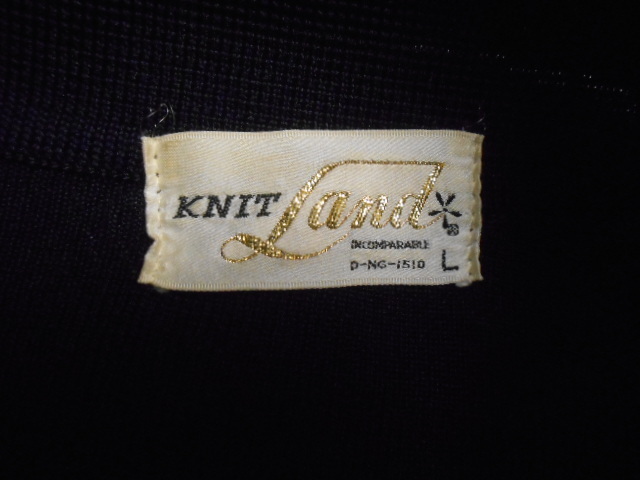 KNIT Land
INCOMPARABLE
D-NG-1510 L